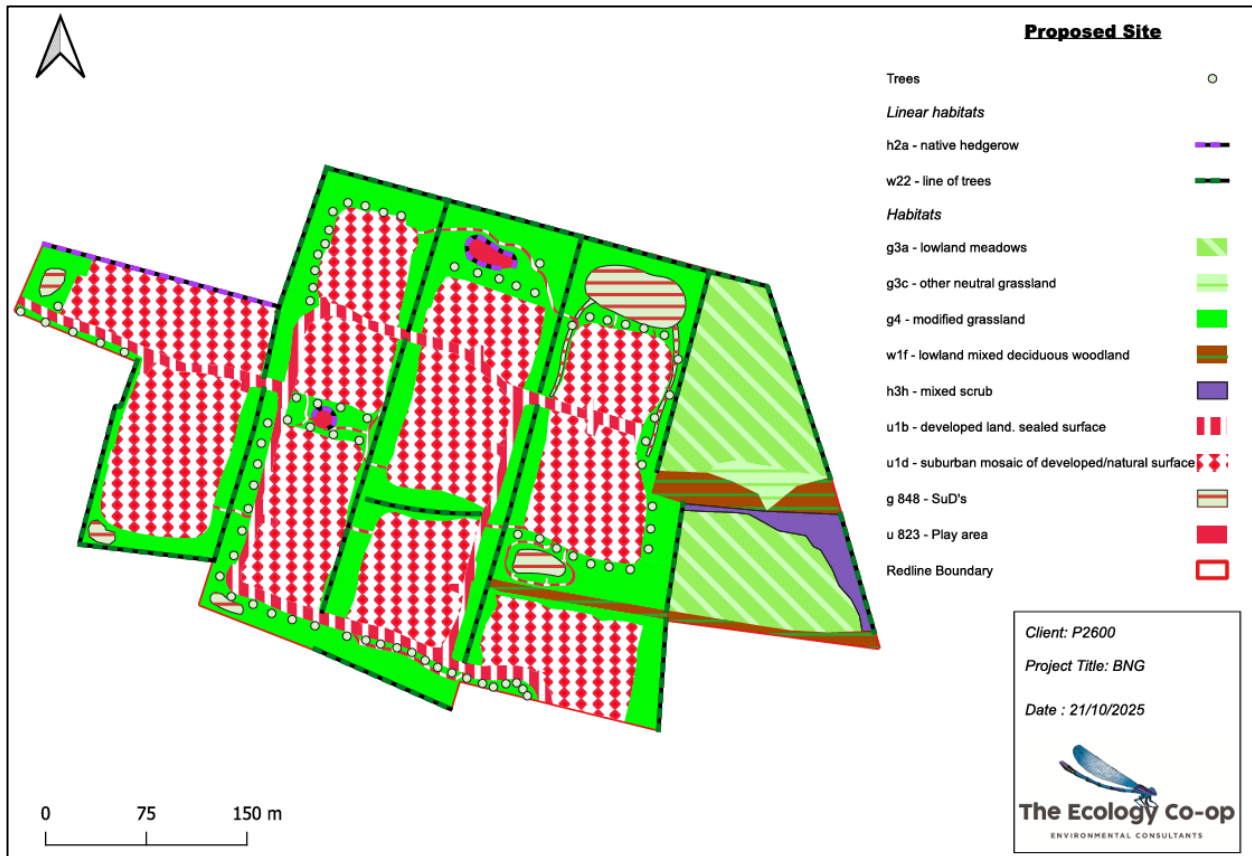 Proposed Site
Trees
Linear habitats
h2a - native hedgerow
w22 - line of trees
Habitats
g3a - lowland meadows
g3c - other neutral grassland
g4 - modified grassland
w1f - lowland mixed deciduous woodland
h3h - mixed scrub
u1b - developed land. sealed surface
u1d - suburban mosaic of developed/natural surface
g 848 - SuD's
u 823 - Play area
Redline Boundary
Client: P2600
Project Title: BNG
Date : 21/10/2025
The Ecology Co-op
ENVIRONMENTAL CONSULTANTS
0 75 150 m